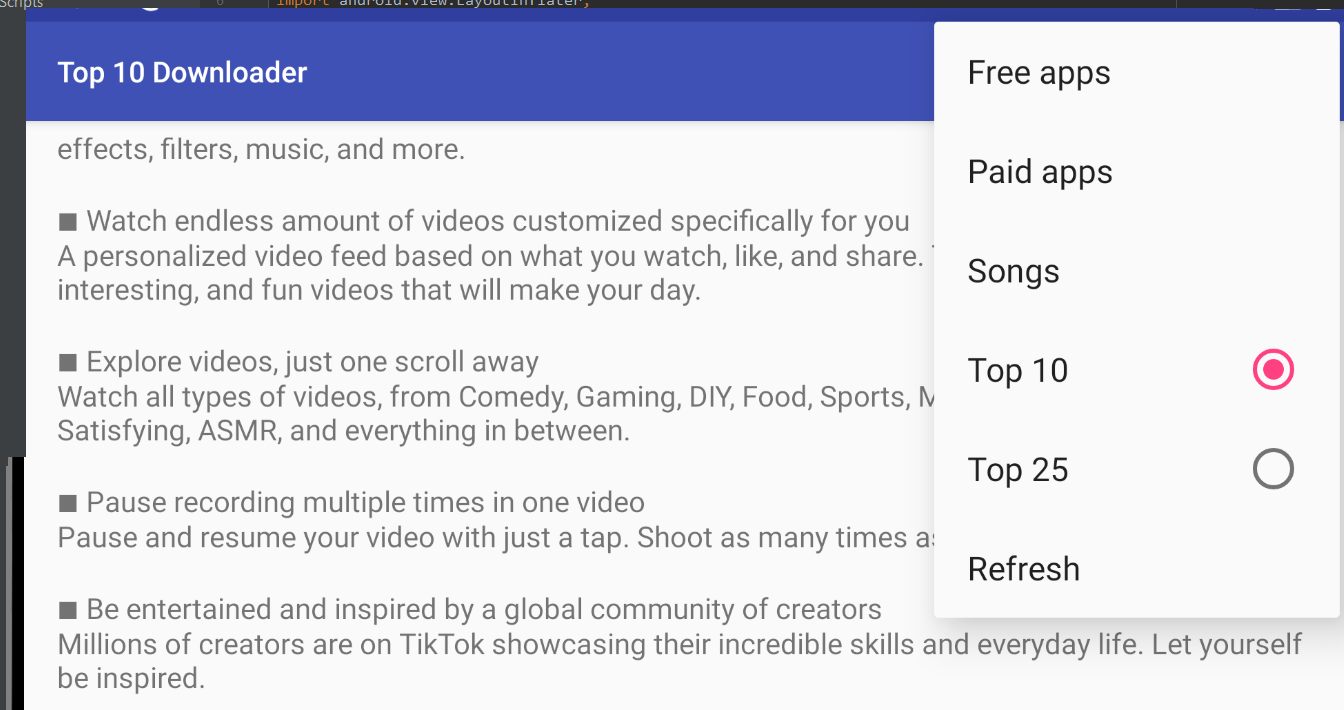 Scripts
6 import android.view.LayoutInflater;
Top 10 Downloader
effects, filters, music, and more.
■ Watch endless amount of videos customized specifically for you
A personalized video feed based on what you watch, like, and share.
interesting, and fun videos that will make your day.
■ Explore videos, just one scroll away
Watch all types of videos, from Comedy, Gaming, DIY, Food, Sports,
Satisfying, ASMR, and everything in between.
■ Pause recording multiple times in one video
Pause and resume your video with just a tap. Shoot as many times
■ Be entertained and inspired by a global community of creators
Millions of creators are on TikTok showcasing their incredible skills and everyday life. Let yourself
be inspired.
Free apps
Paid apps
Songs
Top 10
Top 25
Refresh